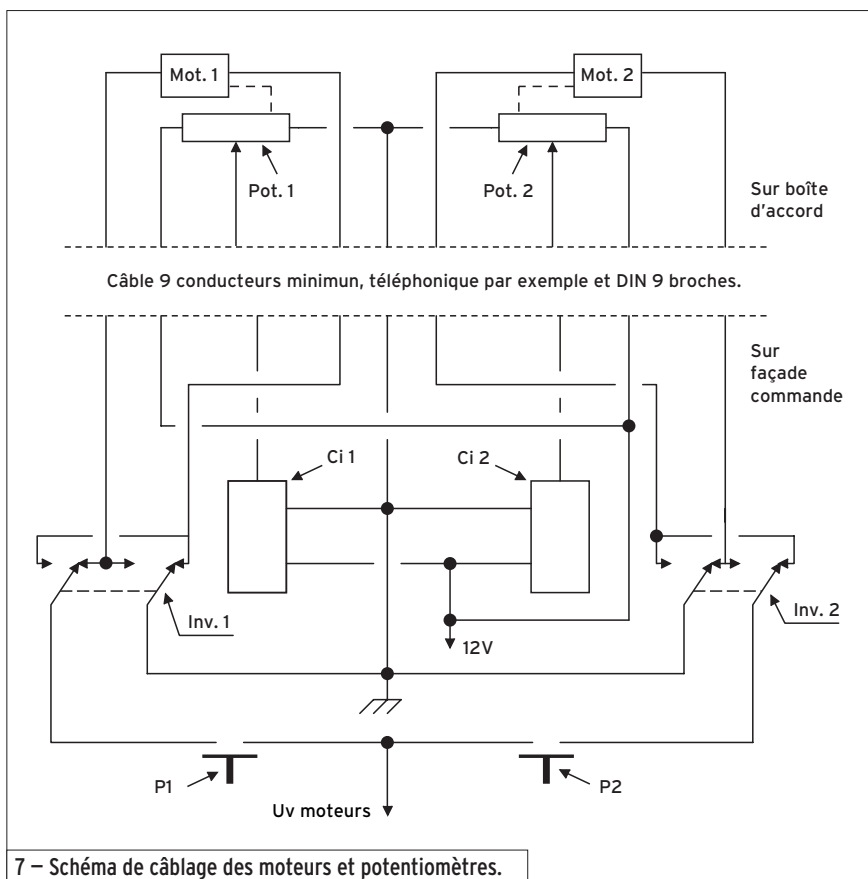 Mot. 1
Mot. 2
Pot. 1
Pot. 2
Sur boîte
d'accord
Câble 9 conducteurs minimun, téléphonique par exemple et DIN 9 broches.
Sur
façade
commande
Ci 1
Ci 2
Inv. 1
Inv. 2
12V
P1
P2
Uv moteurs
7 – Schéma de câblage des moteurs et potentiomètres.